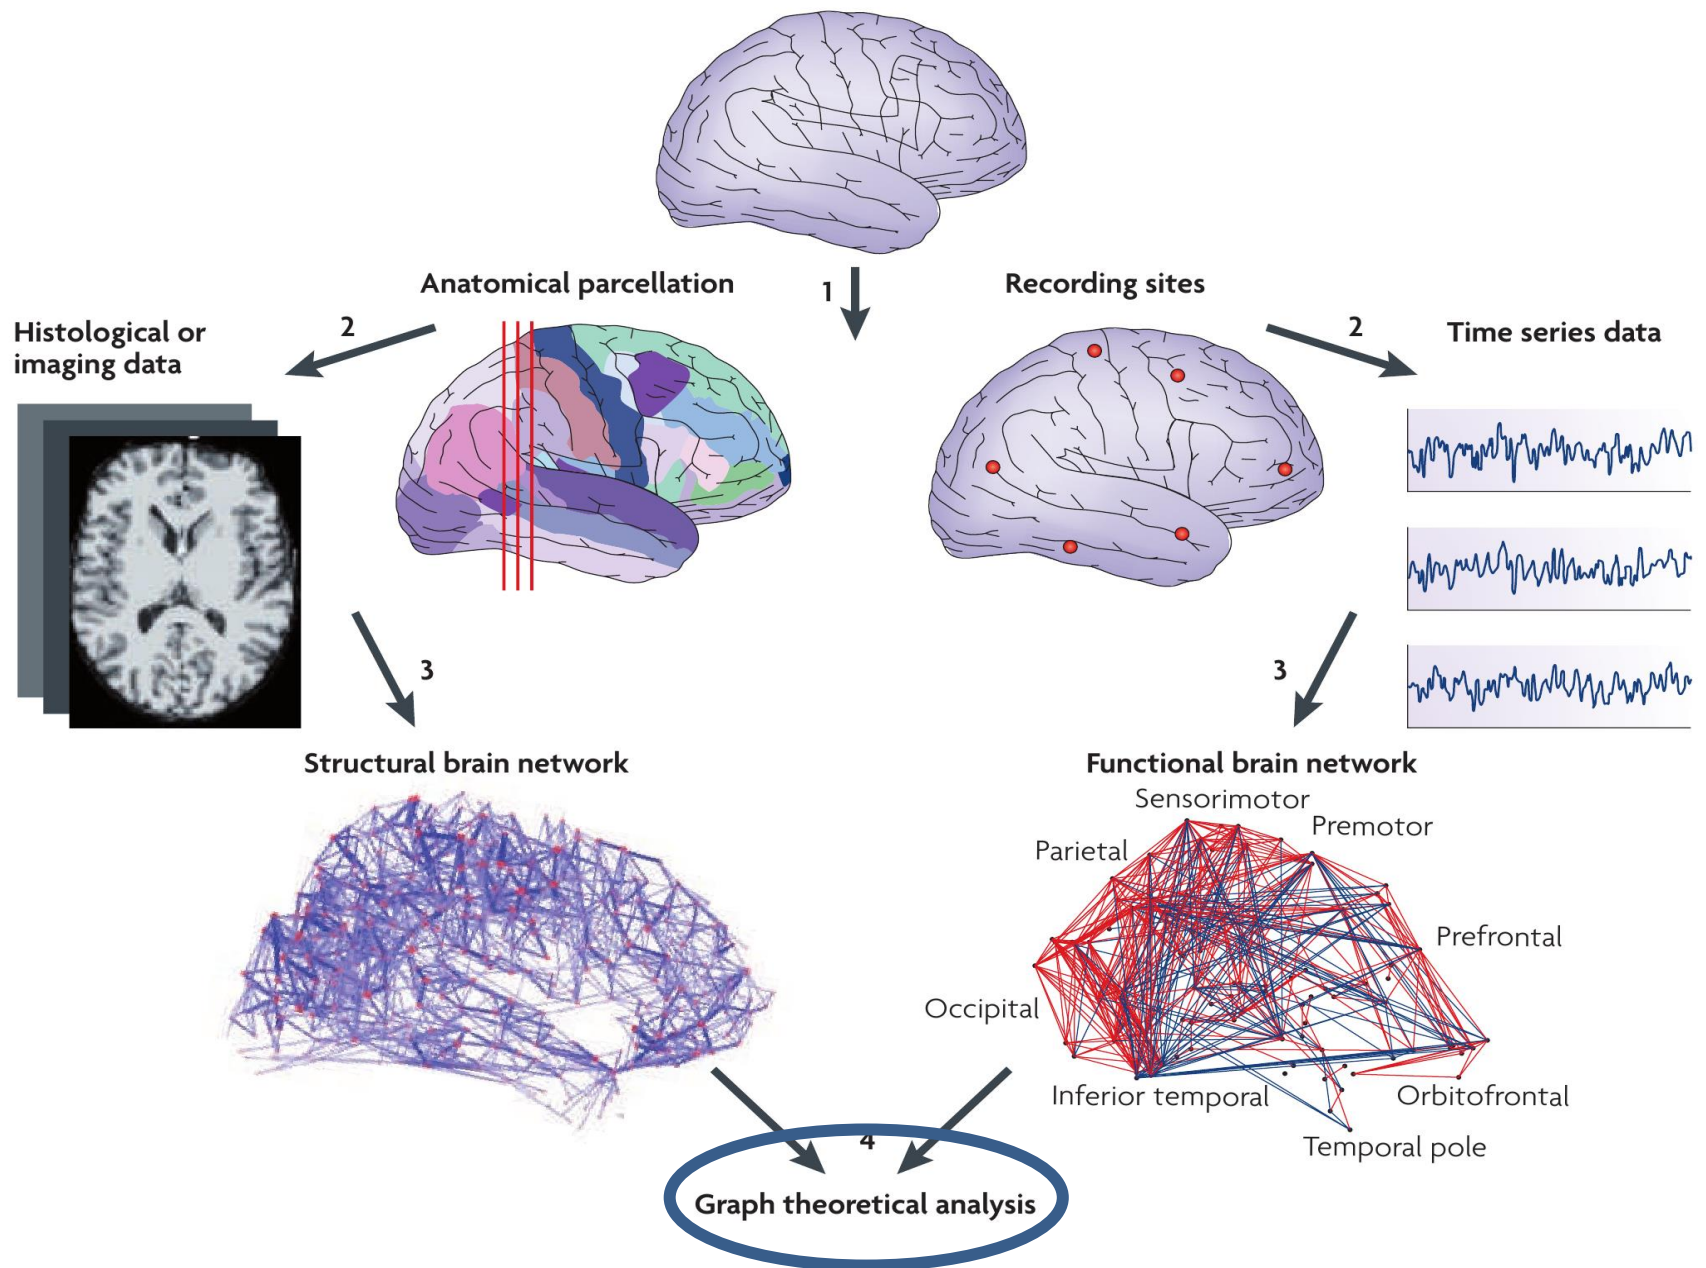 Anatomical parcellation
1
Recording sites
Histological or
imaging data
2
2
Time series data
3
3
Structural brain network
Functional brain network
Sensorimotor
Premotor
Parietal
Prefrontal
Occipital
Inferior temporal
Orbitofrontal
Temporal pole
4
Graph theoretical analysis